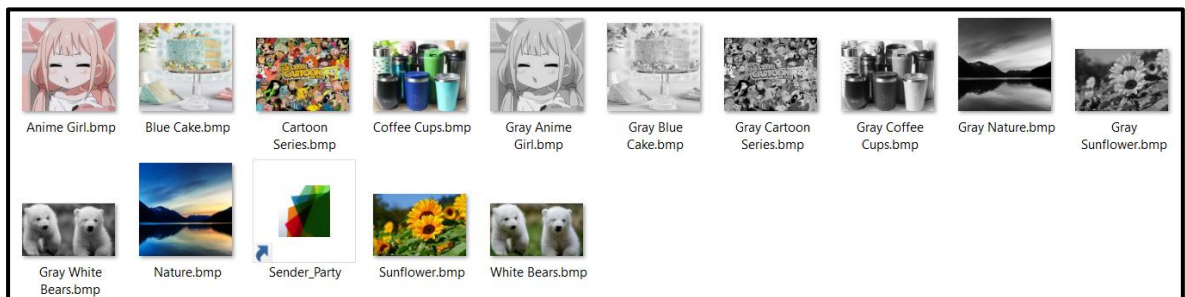 Anime Girl.bmp
Blue Cake.bmp
Cartoon
Series.bmp
Coffee Cups.bmp
Gray Anime
Girl.bmp
Gray Blue
Cake.bmp
Gray Cartoon
Series.bmp
Gray Coffee
Cups.bmp
Gray Nature.bmp
Gray
Sunflower.bmp
Gray White
Bears.bmp
Nature.bmp
Sender_Party
Sunflower.bmp
White Bears.bmp